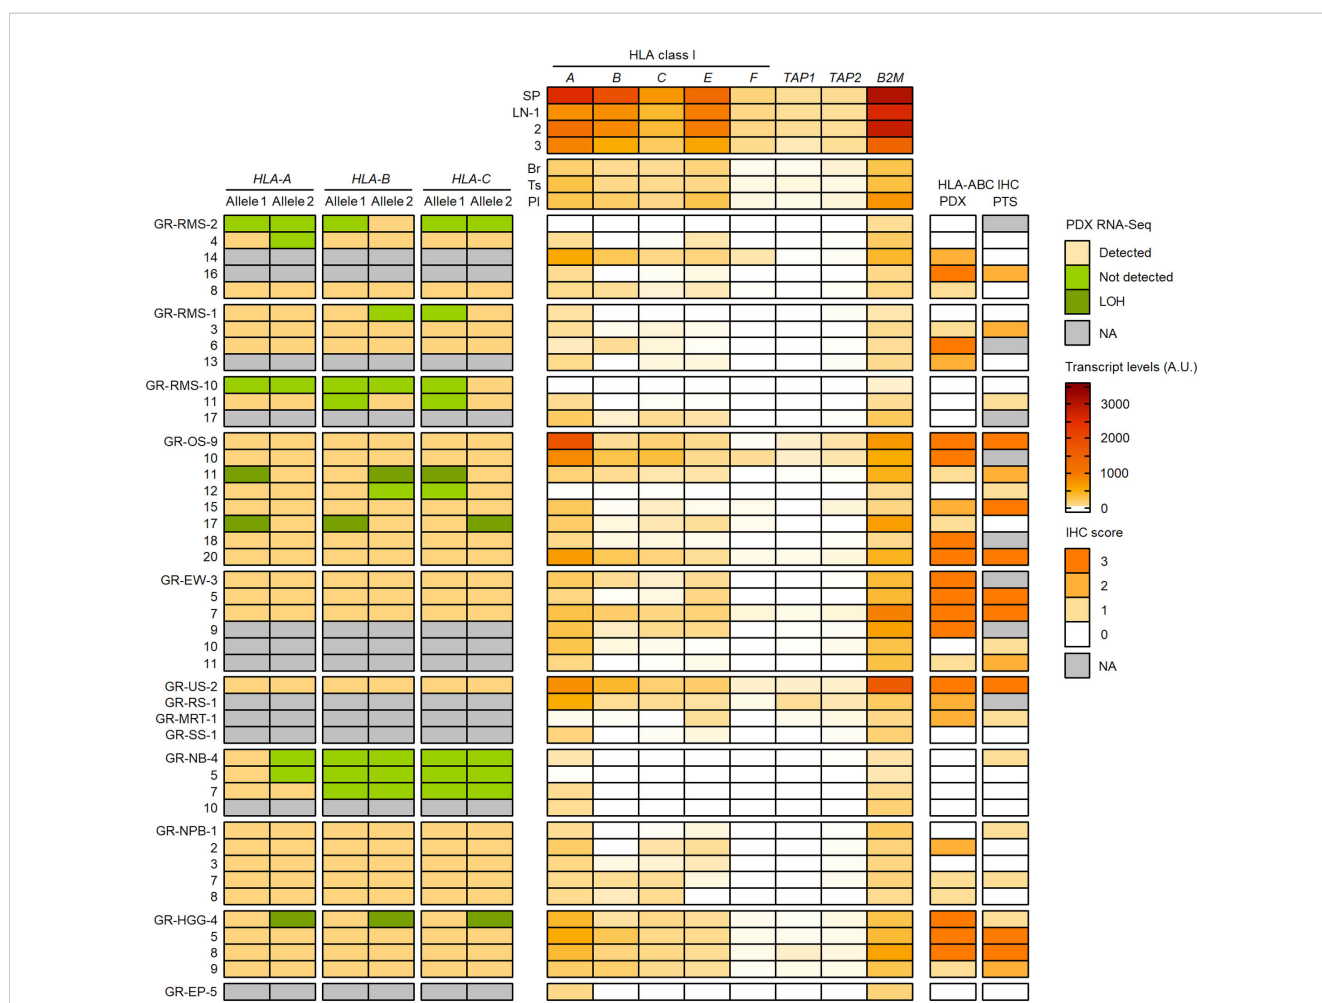 HLA class I
A B C E F TAP1 TAP2 B2M
SP
LN-1
2
3
Br
Ts
Pl
HLA-A HLA-B HLA-C
Allele 1 Allele 2 Allele 1 Allele 2 Allele 1 Allele 2
HLA-ABC IHC
PDX PTS
GR-RMS-2
4
14
16
8
GR-RMS-1
3
6
13
GR-RMS-10
11
17
GR-OS-9
10
11
12
15
17
18
20
GR-EW-3
5
7
9
10
11
GR-US-2
GR-RS-1
GR-MRT-1
GR-SS-1
GR-NB-4
5
7
10
GR-NPB-1
2
3
7
8
GR-HGG-4
5
8
9
GR-EP-5
PDX RNA-Seq
Detected
Not detected
LOH
NA
Transcript levels (A.U.)
3000
2000
1000
0
IHC score
3
2
1
0
NA